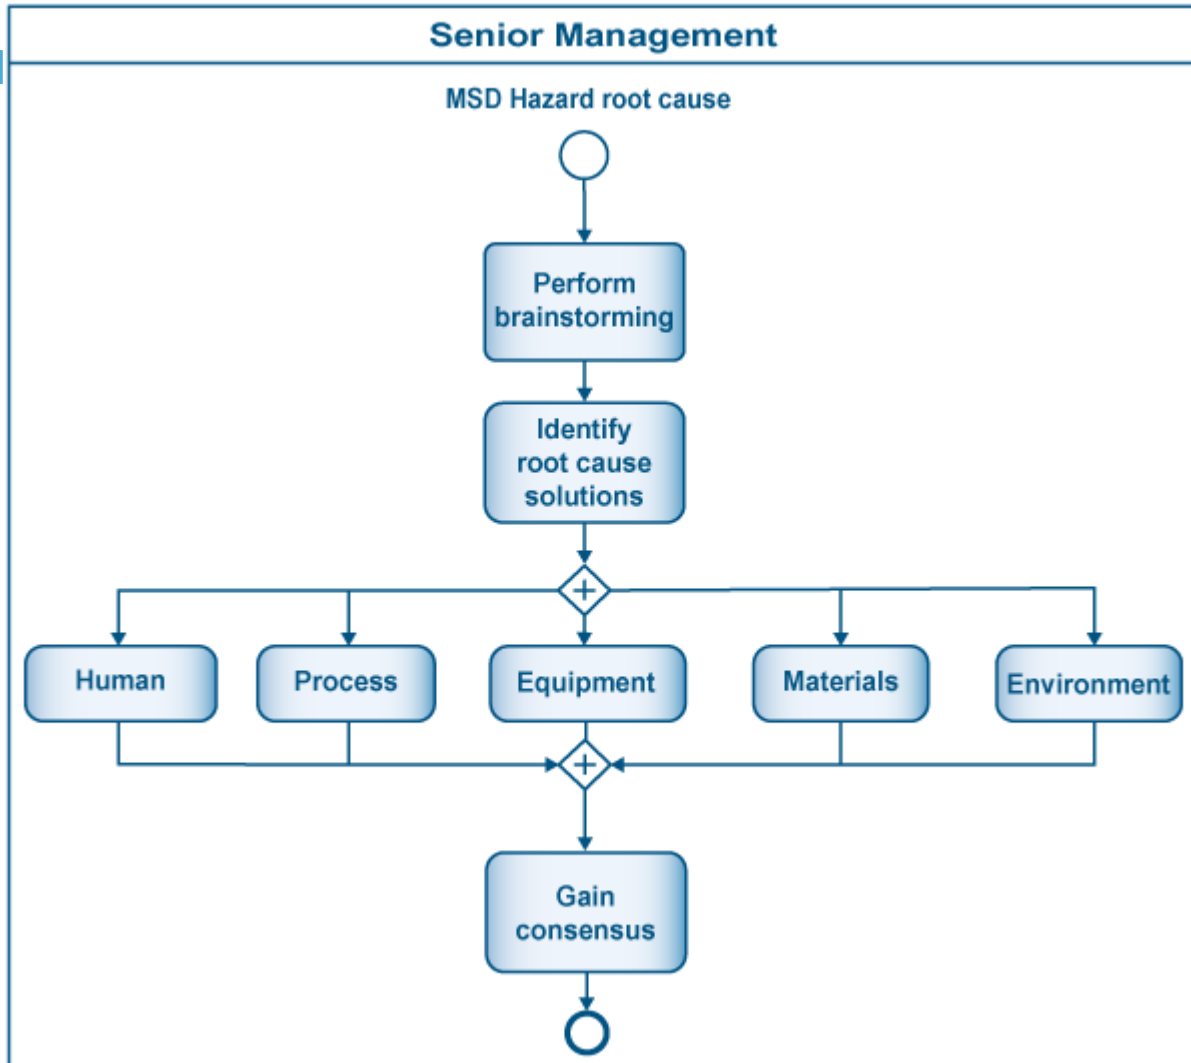 Senior Management
MSD Hazard root cause
Perform
brainstorming
Identify
root cause
solutions
Human
Process
Equipment
Materials
Environment
Gain
consensus